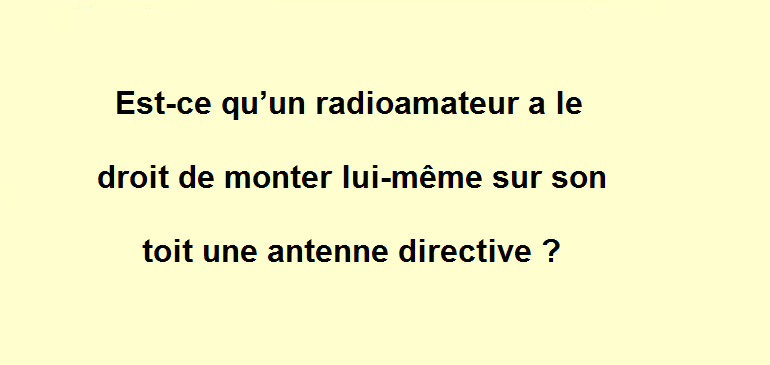 Est-ce qu’un radioamateur a le
droit de monter lui-même sur son
toit une antenne directive ?